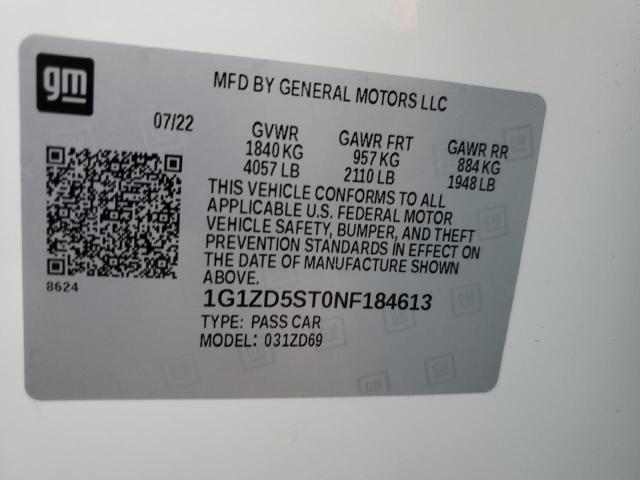 gm
MFD BY GENERAL MOTORS LLC
07/22
GVWR
1840 KG
4057 LB
GAWR FRT
957 KG
2110 LB
GAWR RR
884 KG
1948 LB
THIS VEHICLE CONFORMS TO ALL
APPLICABLE U.S. FEDERAL MOTOR
VEHICLE SAFETY, BUMPER, AND THEFT
PREVENTION STANDARDS IN EFFECT ON
THE DATE OF MANUFACTURE SHOWN
ABOVE.
8624
1G1ZD5ST0NF184613
TYPE: PASS CAR
MODEL: 031ZD69